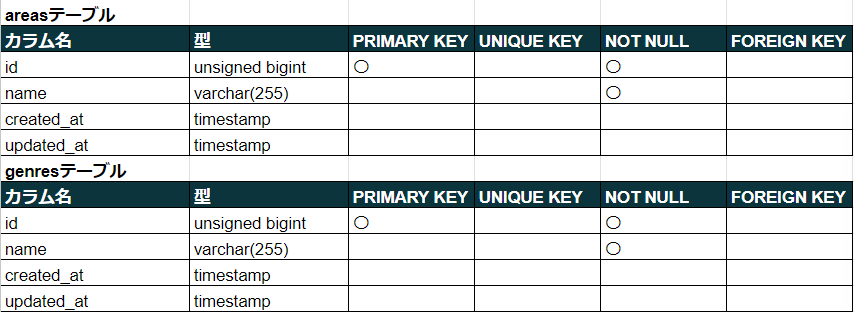 areasテーブル
カラム名 型 PRIMARY KEY UNIQUE KEY NOT NULL FOREIGN KEY
id unsigned bigint ○ ○
name varchar(255) ○
created_at timestamp
updated_at timestamp
genresテーブル
カラム名 型 PRIMARY KEY UNIQUE KEY NOT NULL FOREIGN KEY
id unsigned bigint ○ ○
name varchar(255) ○
created_at timestamp
updated_at timestamp